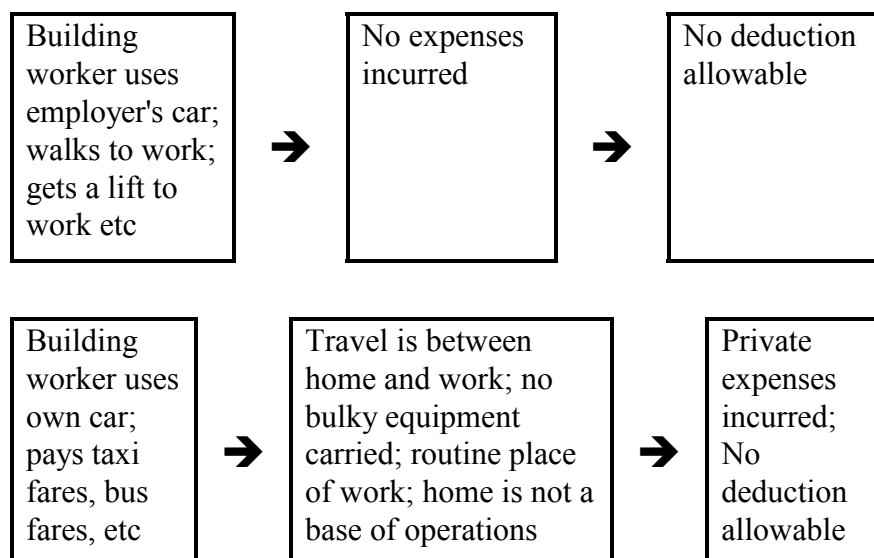 Building
worker uses
employer's car;
walks to work;
gets a lift to
work etc
No expenses
incurred
No deduction
allowable
Building
worker uses
own car;
pays taxi
fares, bus
fares, etc
Travel is between
home and work; no
bulky equipment
carried; routine place
of work; home is not a
base of operations
Private
expenses
incurred;
No
deduction
allowable